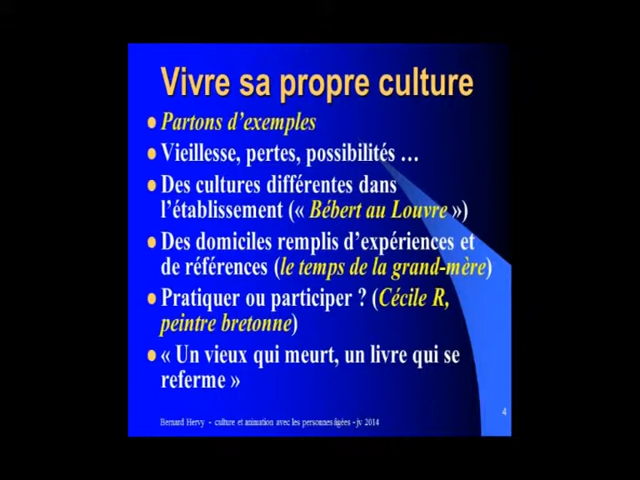 Vivre sa propre culture
• Partons d’exemples
• Vieillesse, pertes, possibilités …
• Des cultures différentes dans
l’établissement (« Bébert au Louvre »)
• Des domiciles remplis d’expériences et
de références (le temps de la grand-mère)
• Pratiquer ou participer ? (Cécile R,
peintre bretonne)
• « Un vieux qui meurt, un livre qui se
referme »
4
Bernard Hervy - culture et animation avec les personnes âgées - jv 2014